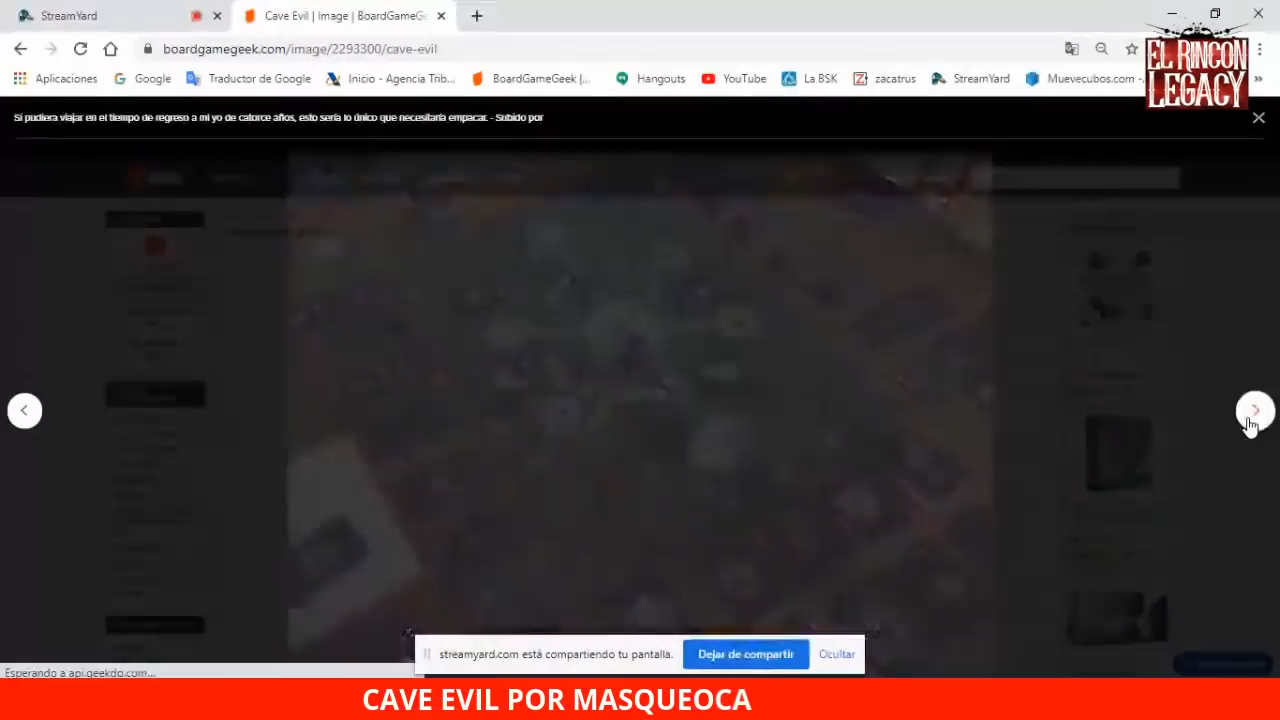 StreamYard
Cave Evil | Image | BoardGameG
boardgamegeek.com/image/2293300/cave-evil
Aplicaciones
Google
Traductor de Google
Inicio - Agencia Trib...
BoardGameGeek |...
Hangouts
YouTube
La BSK
zacatrus
StreamYard
Muevecubos.com -
EL RINCON
LEGACY
Si pudiera viajar en el tiempo de regreso a mi yo de catorce años, esto sería lo único que necesitaría empacar. - Subido por
streamyard.com está compartiendo tu pantalla.
Dejar de compartir
Ocultar
Esperando a api.geekdo.com...
CAVE EVIL POR MASQUEOCA